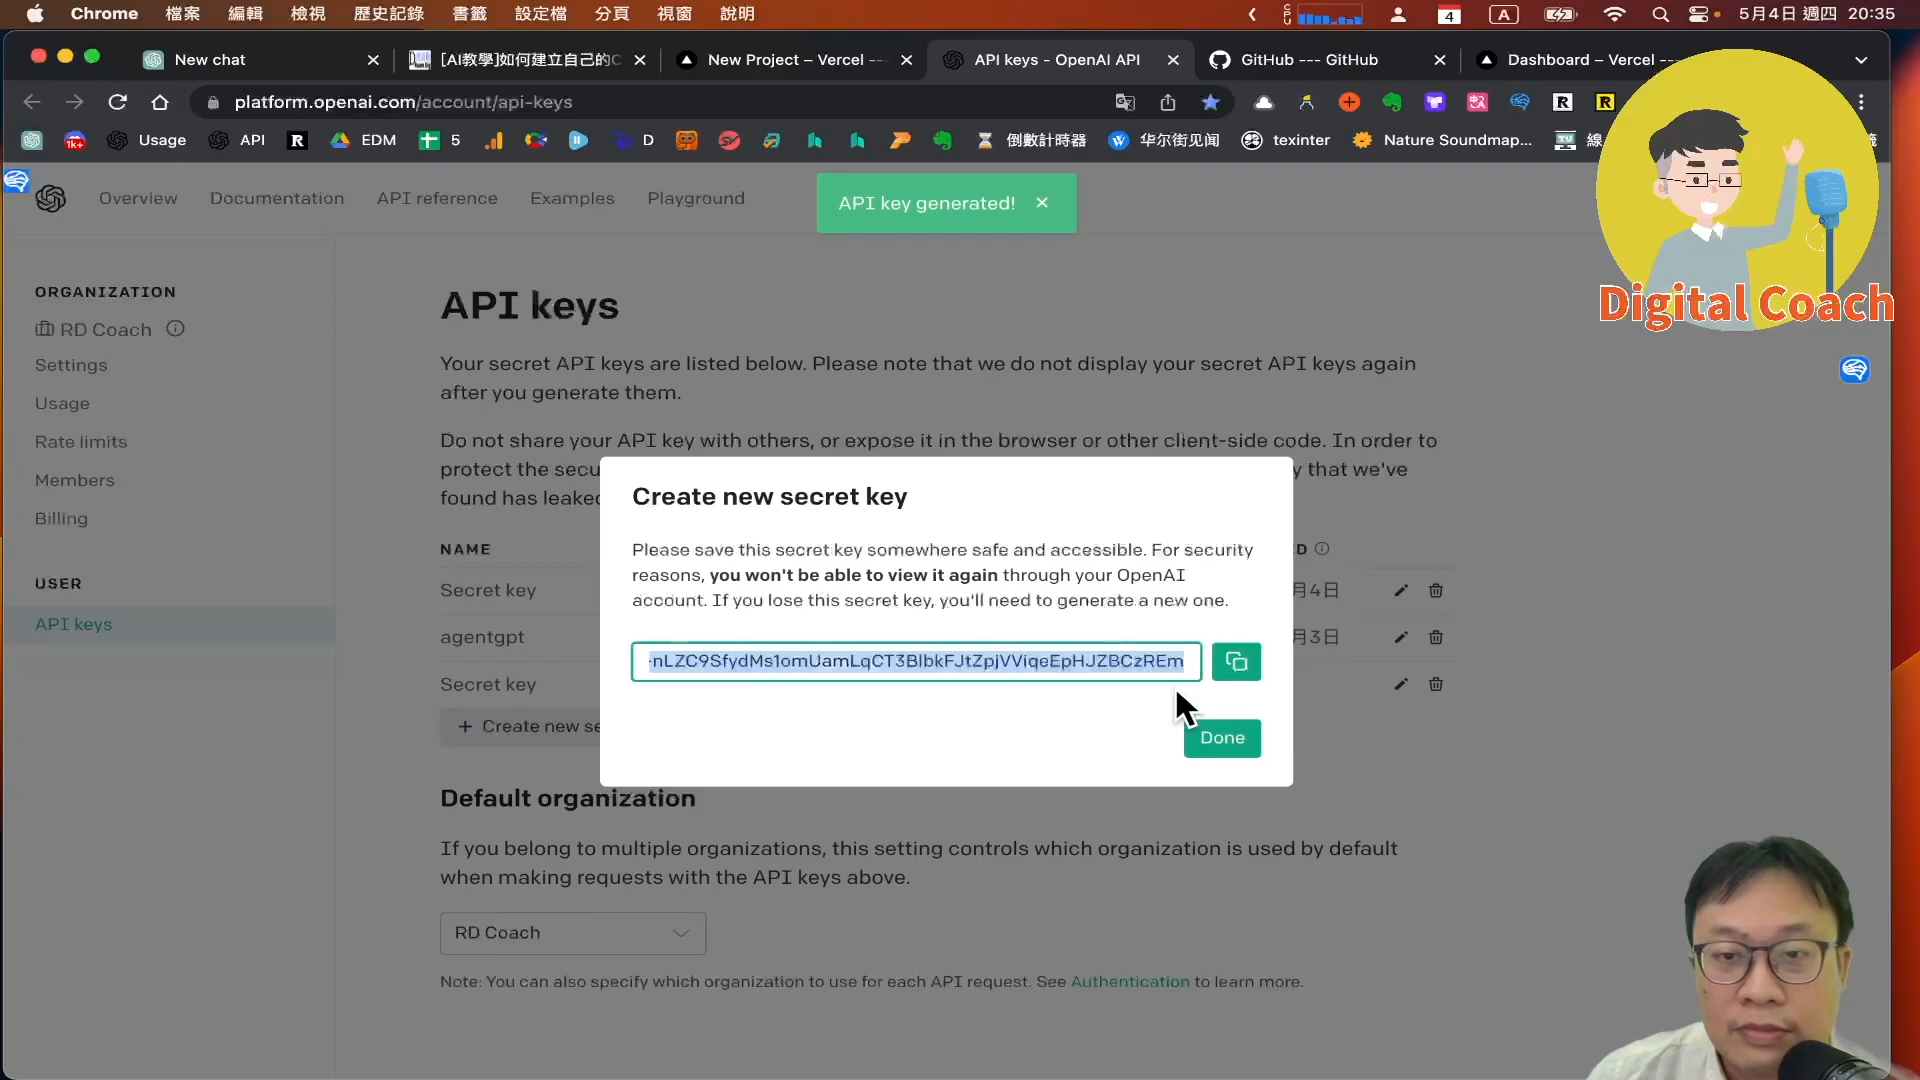 Chrome 檔案 編輯 檢視 歷史記錄 書籤 設定檔 分頁 視窗 說明 4 A 5月4日 週四 20:35
New chat [AI教學]如何建立自己的C New Project – Vercel --- API keys - OpenAI API GitHub --- GitHub Dashboard – Vercel ---
platform.openai.com/account/api-keys
1k+ Usage API R EDM 5 D 倒數計時器 华尔街见闻 texinter Nature Soundmap... 線
Overview Documentation API reference Examples Playground
API key generated!
Digital Coach
ORGANIZATION
RD Coach
Settings
Usage
Rate limits
Members
Billing
USER
API keys
API keys
Your secret API keys are listed below. Please note that we do not display your secret API keys again
after you generate them.
Do not share your API key with others, or expose it in the browser or other client-side code. In order to
protect the secu y that we've
found has leaked
NAME D
Secret key 月4日
agentgpt 月3日
Secret key
+ Create new se
Create new secret key
Please save this secret key somewhere safe and accessible. For security
reasons, you won't be able to view it again through your OpenAI
account. If you lose this secret key, you'll need to generate a new one.
-nLZC9SfydMs1omUamLqCT3BlbkFJtZpjVViqeEpHJZBCzREm
Done
Default organization
If you belong to multiple organizations, this setting controls which organization is used by default
when making requests with the API keys above.
RD Coach
Note: You can also specify which organization to use for each API request. See Authentication to learn more.